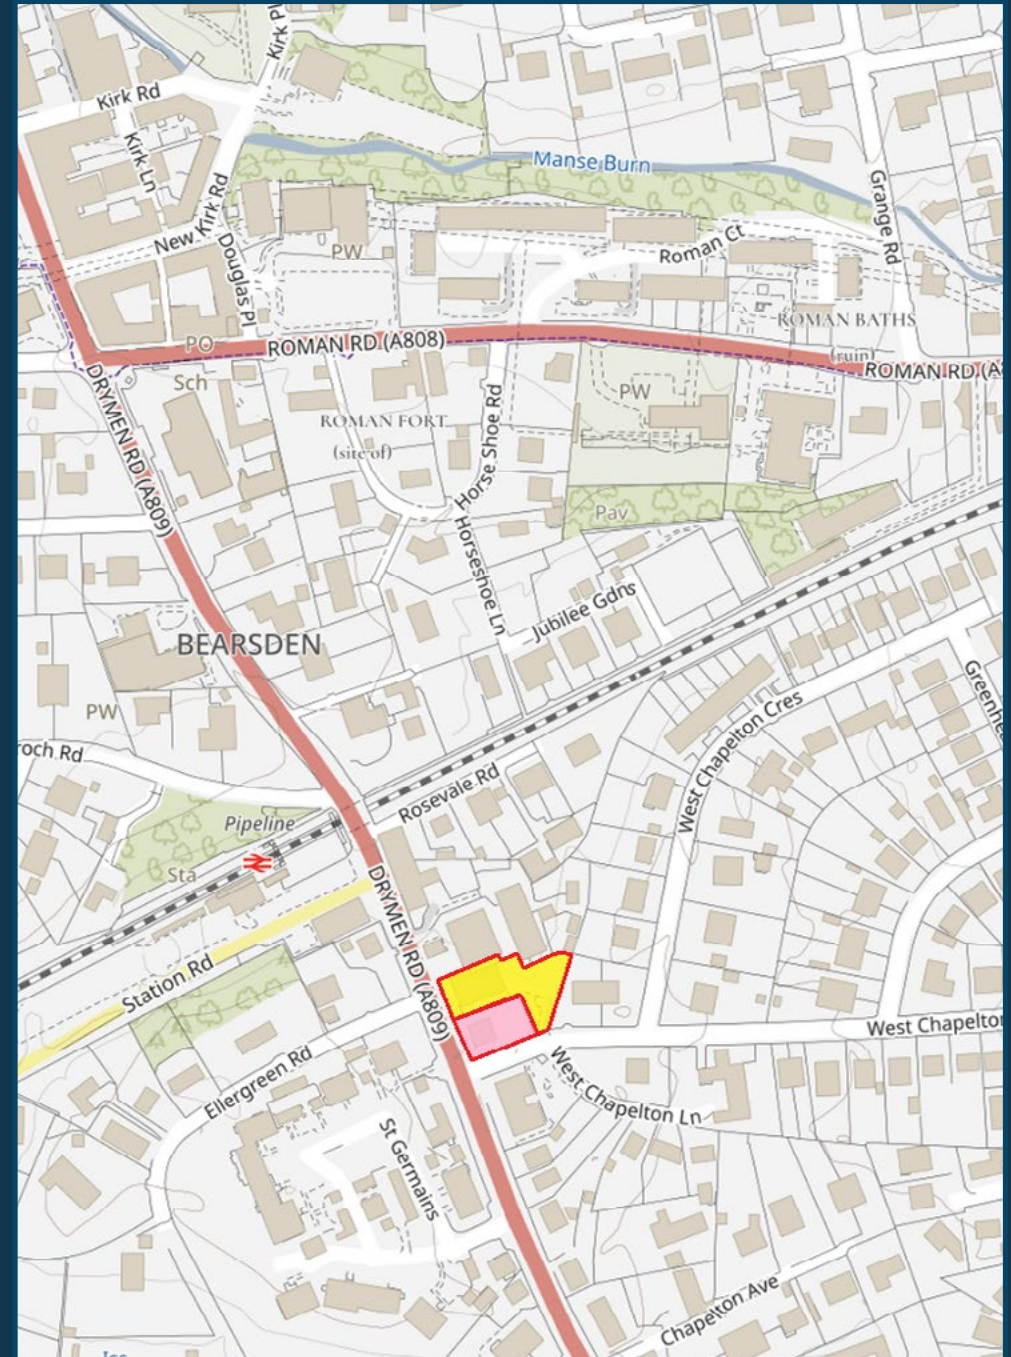 Kirk Pl
Kirk Rd
Kirk Ln
Manse Burn
Grange Rd
New Kirk Rd
PW
Roman Ct
Douglas Pl
ROMAN BATHS
(ruin)
PO
ROMAN RD (A808)
ROMAN RD (A8
Sch
DRYMEN RD (A809)
PW
ROMAN FORT
(site of)
Horse Shoe Rd
Pav
Horseshoe Ln
Jubilee Gdns
BEARSDEN
PW
West Chapelton Cres
roch Rd
Rosevale Rd
Pipeline
Sta
DRYMEN RD (A809)
Station Rd
West Chapelto
Ellergreen Rd
West Chapelton Ln
St Germains
Chapelton Ave